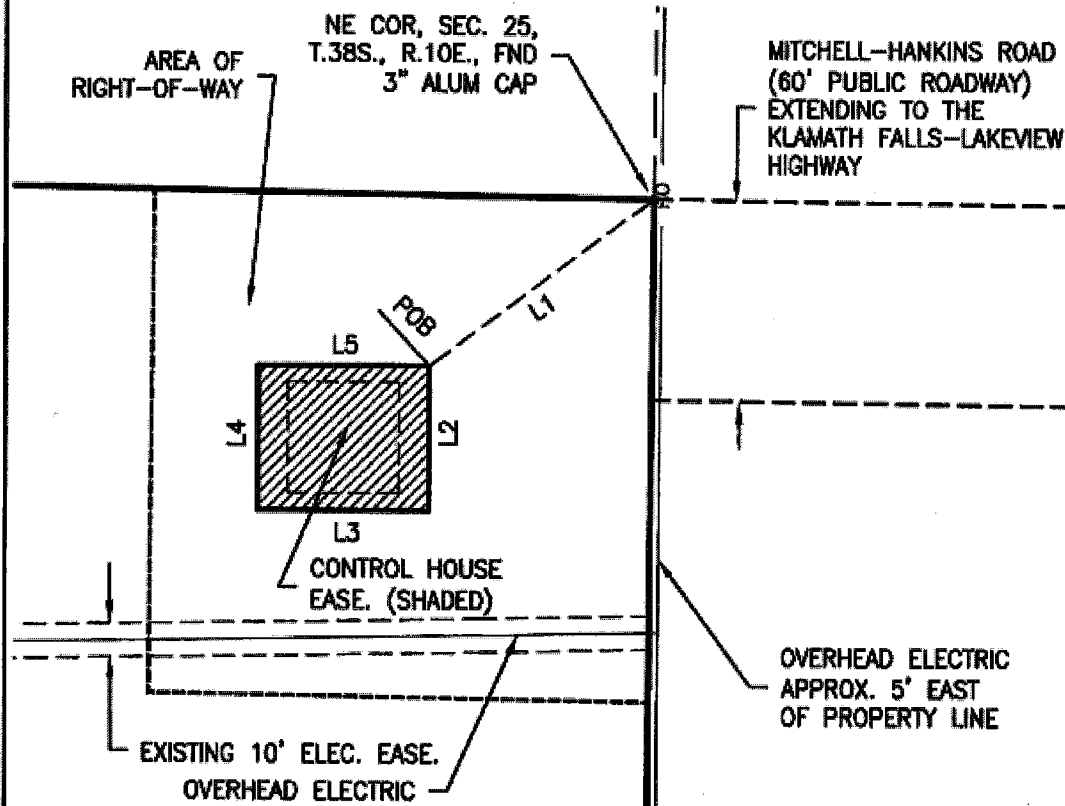 NE COR, SEC. 25,
T.38S., R.10E., FND
3" ALUM CAP
AREA OF
RIGHT-OF-WAY
MITCHELL-HANKINS ROAD
(60' PUBLIC ROADWAY)
EXTENDING TO THE
KLAMATH FALLS-LAKEVIEW
HIGHWAY
L1
POB
L5
L4
L2
L3
CONTROL HOUSE
EASE. (SHADED)
OVERHEAD ELECTRIC
APPROX. 5' EAST
OF PROPERTY LINE
EXISTING 10' ELEC. EASE.
OVERHEAD ELECTRIC